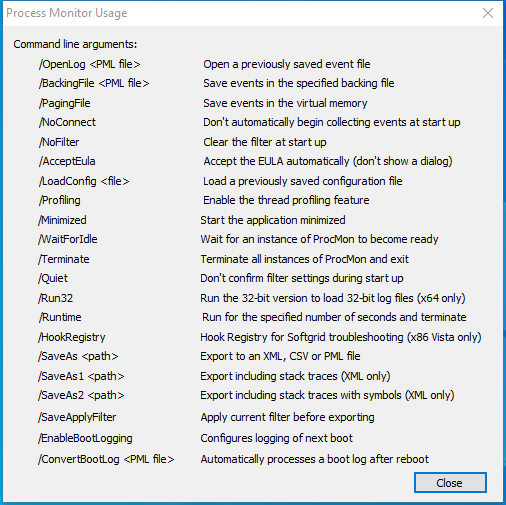 Process Monitor Usage
Command line arguments:
/OpenLog <PML file> Open a previously saved event file
/BackingFile <PML file> Save events in the specified backing file
/PagingFile Save events in the virtual memory
/NoConnect Don't automatically begin collecting events at start up
/NoFilter Clear the filter at start up
/AcceptEula Accept the EULA automatically (don't show a dialog)
/LoadConfig <file> Load a previously saved configuration file
/Profiling Enable the thread profiling feature
/Minimized Start the application minimized
/WaitForIdle Wait for an instance of ProcMon to become ready
/Terminate Terminate all instances of ProcMon and exit
/Quiet Don't confirm filter settings during start up
/Run32 Run the 32-bit version to load 32-bit log files (x64 only)
/Runtime Run for the specified number of seconds and terminate
/HookRegistry Hook Registry for Softgrid troubleshooting (x86 Vista only)
/SaveAs <path> Export to an XML, CSV or PML file
/SaveAs1 <path> Export including stack traces (XML only)
/SaveAs2 <path> Export including stack traces with symbols (XML only)
/SaveApplyFilter Apply current filter before exporting
/EnableBootLogging Configures logging of next boot
/ConvertBootLog <PML file> Automatically processes a boot log after reboot
Close